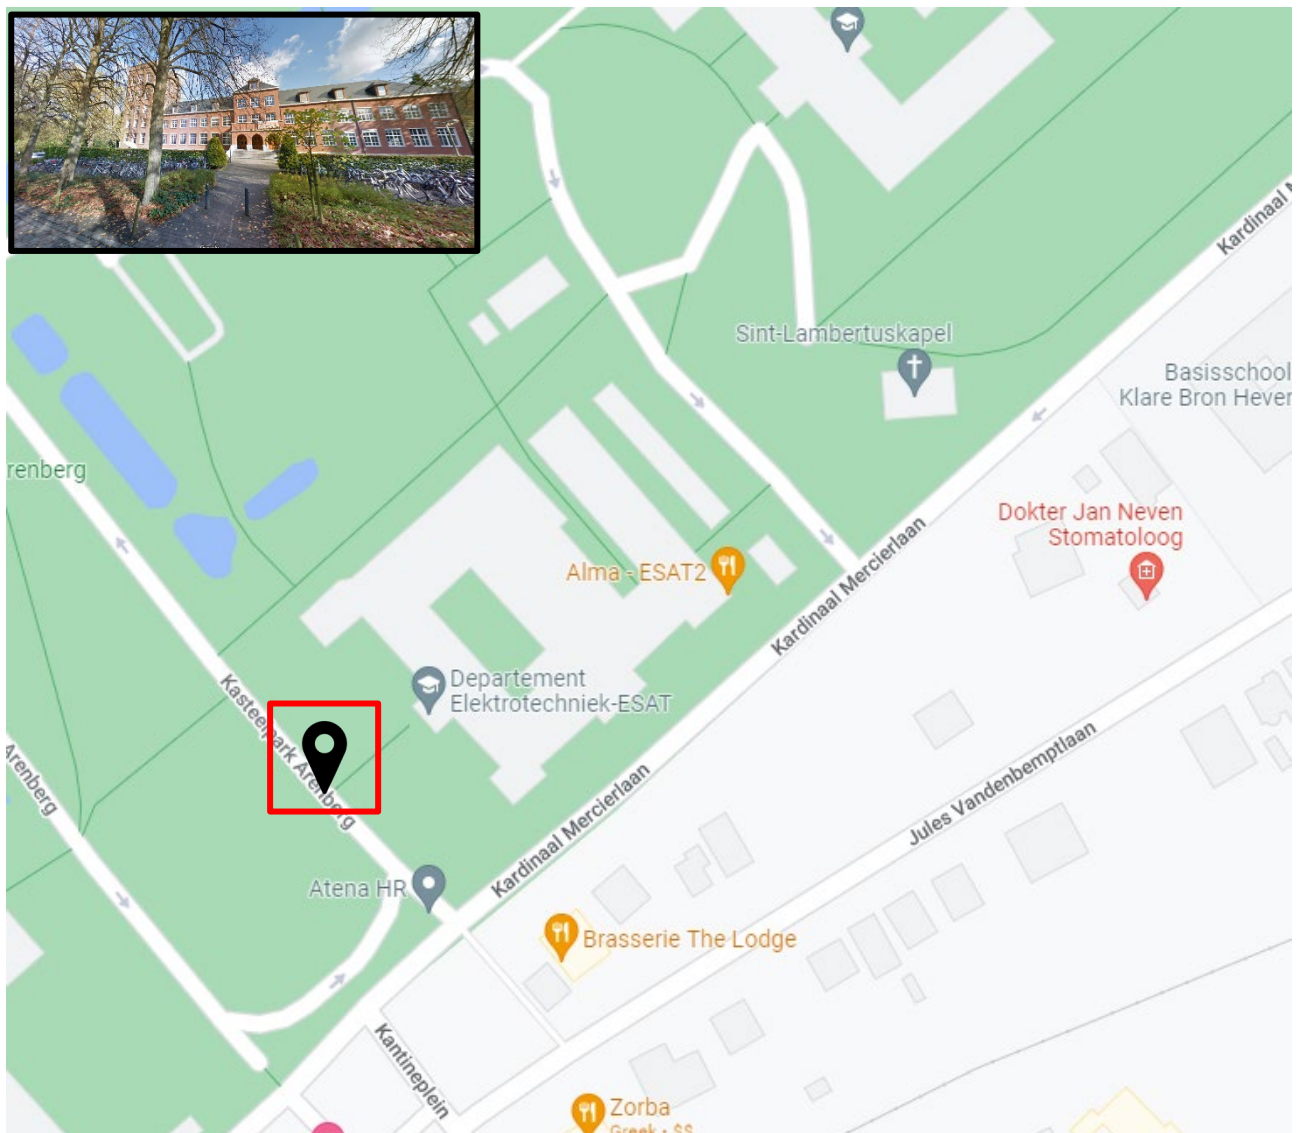 Kardinaal M
Sint-Lambertuskapel
Basisschool
Klare Bron Hever
renberg
Dokter Jan Neven
Stomatoloog
Alma - ESAT2
Kardinaal Mercierlaan
Departement
Elektrotechniek-ESAT
Kasteelpark Arenberg
Arenberg
Jules Vandenbemptlaan
Kardinaal Mercierlaan
Atena HR
Brasserie The Lodge
Kantineplein
Zorba
Greek · $$